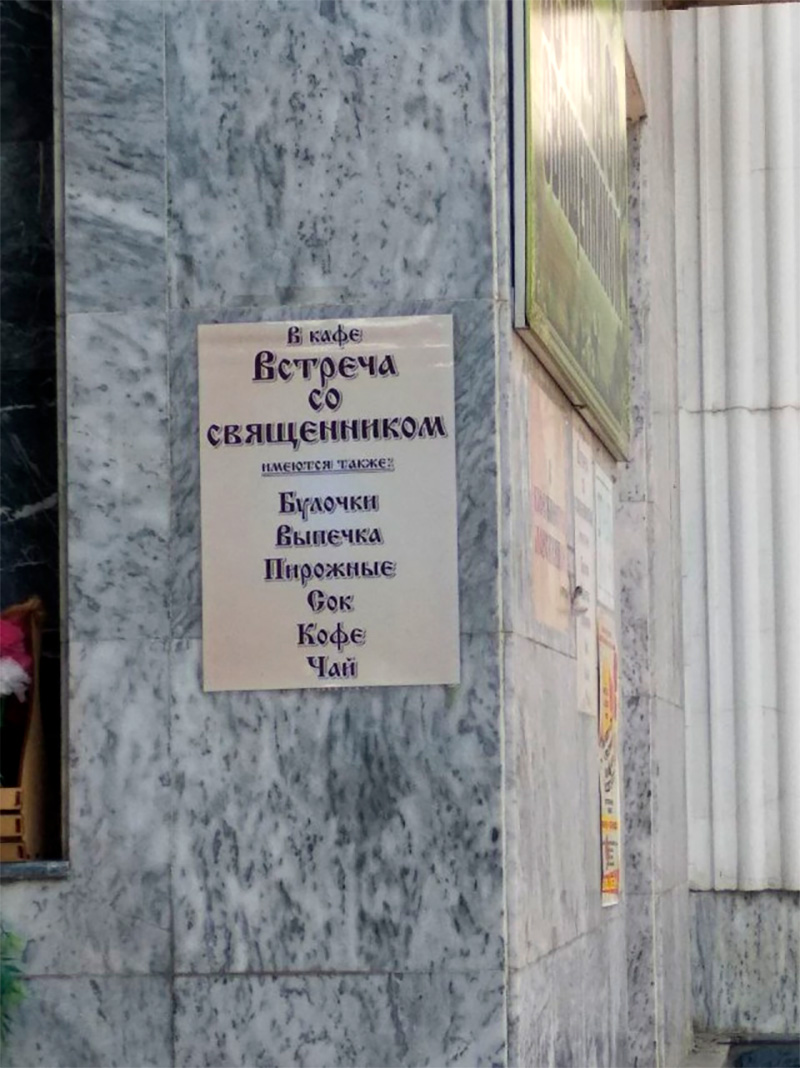 В кафе
Встреча
со
священником
имеются также:
Булочки
Выпечка
Пирожные
Сок
Кофе
Чай